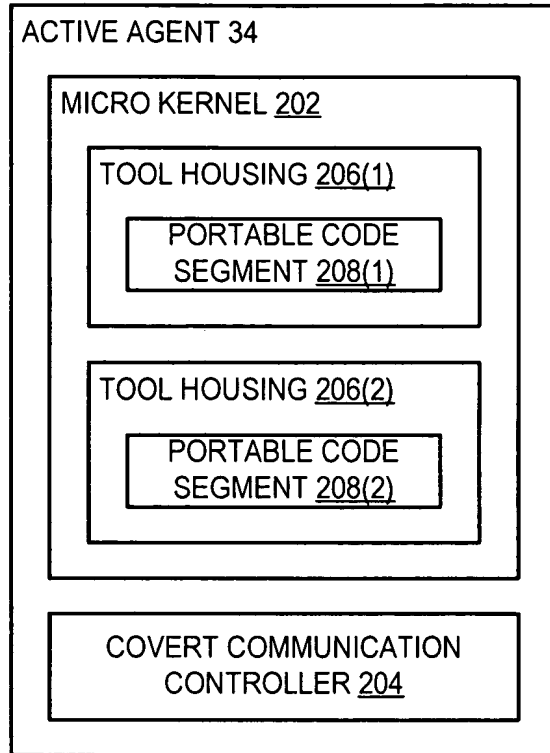 ACTIVE AGENT 34
MICRO KERNEL 202
TOOL HOUSING 206(1)
PORTABLE CODE
SEGMENT 208(1)
TOOL HOUSING 206(2)
PORTABLE CODE
SEGMENT 208(2)
COVERT COMMUNICATION
CONTROLLER 204